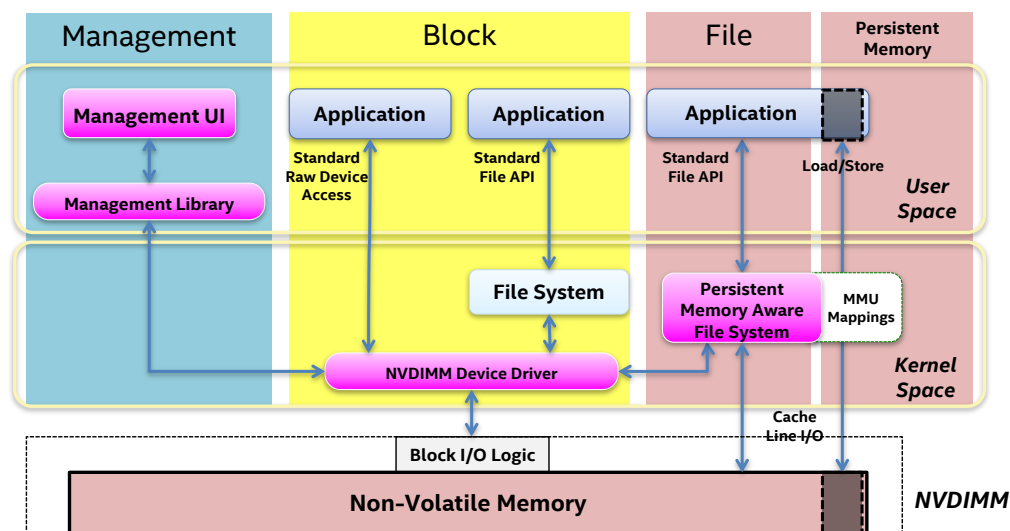 Management
Block
File
Persistent
Memory
Management UI
Application
Application
Application
Standard
Raw Device
Access
Standard
File API
Standard
File API
Load/Store
Management Library
User
Space
File System
Persistent
Memory Aware
File System
MMU
Mappings
NVDIMM Device Driver
Kernel
Space
Cache
Line I/O
Block I/O Logic
Non-Volatile Memory
NVDIMM